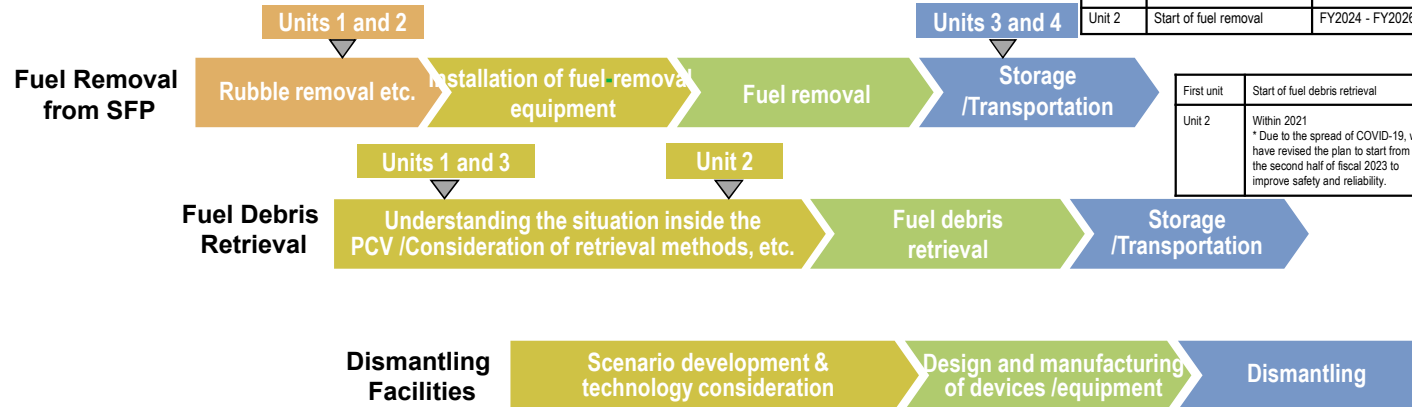 Units 1 and 2
Units 3 and 4
Unit 2 Start of fuel removal FY2024 - FY2026
Fuel Removal
from SFP
Rubble removal etc.
Installation of fuel-removal
equipment
Fuel removal
Storage
/Transportation
First unit Start of fuel debris retrieval
Unit 2 Within 2021
* Due to the spread of COVID-19,
have revised the plan to start from
the second half of fiscal 2023 to
improve safety and reliability.
Units 1 and 3
Unit 2
Fuel Debris
Retrieval
Understanding the situation inside the
PCV /Consideration of retrieval methods, etc.
Fuel debris
retrieval
Storage
/Transportation
Dismantling
Facilities
Scenario development &
technology consideration
Design and manufacturing
of devices /equipment
Dismantling